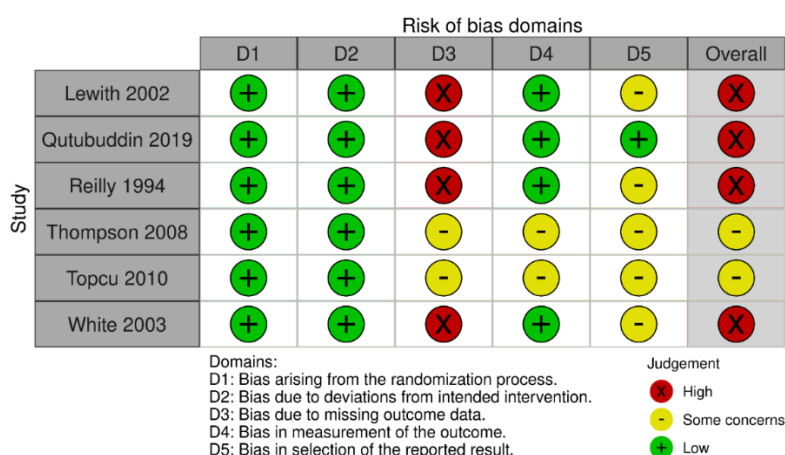 Risk of bias domains
D1 D2 D3 D4 D5 Overall
Study
Lewith 2002 + + X + - X
Qutubuddin 2019 + + X + + X
Reilly 1994 + + X + - X
Thompson 2008 + + - - - -
Topcu 2010 + + - - - -
White 2003 + + X + - X
Domains:
D1: Bias arising from the randomization process.
D2: Bias due to deviations from intended intervention.
D3: Bias due to missing outcome data.
D4: Bias in measurement of the outcome.
D5: Bias in selection of the reported result.
Judgement
X High
- Some concerns
+ Low